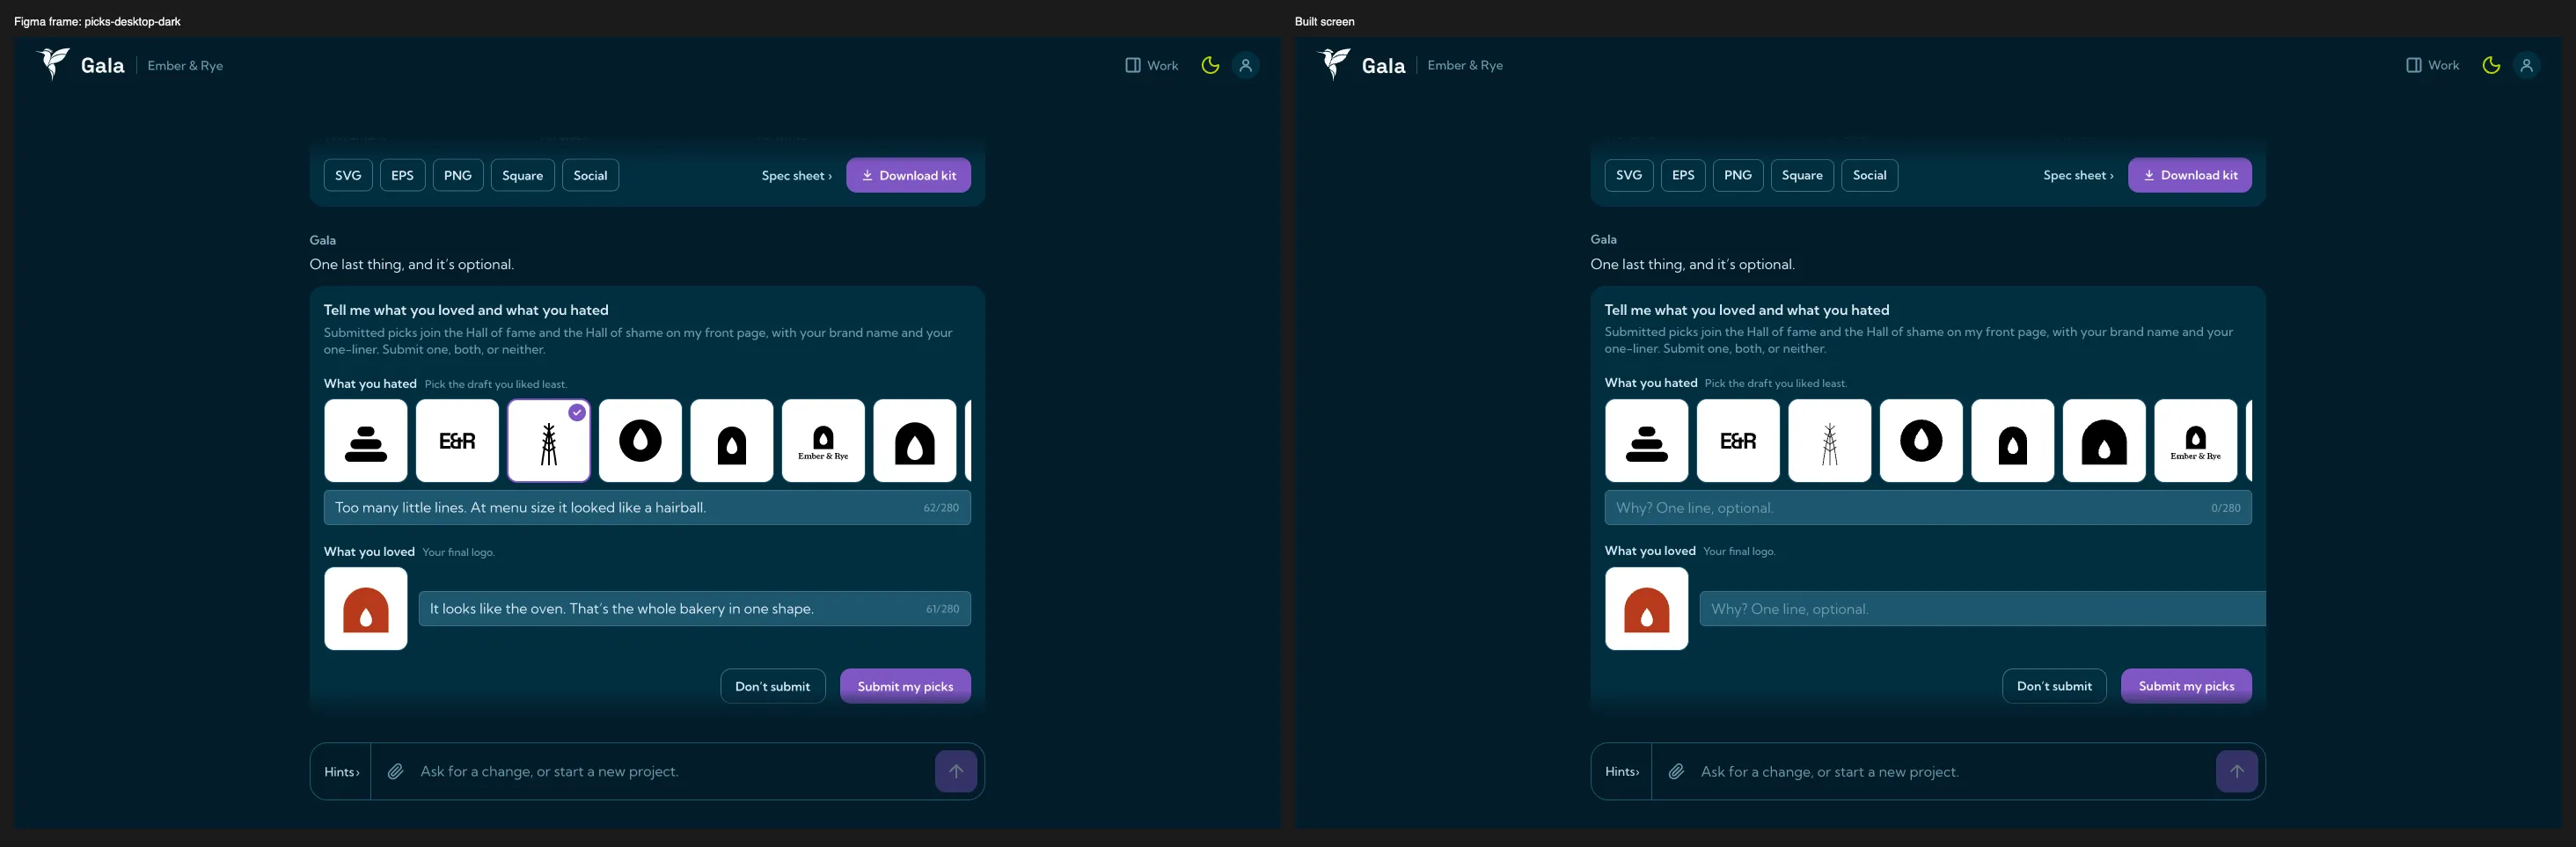 Figma frame: picks-desktop-dark
Gala
Ember & Rye
Work
SVG
EPS
PNG
Square
Social
Spec sheet ›
Download kit
Gala
One last thing, and it’s optional.
Tell me what you loved and what you hated
Submitted picks join the Hall of fame and the Hall of shame on my front page, with your brand name and your
one-liner. Submit one, both, or neither.
What you hated Pick the draft you liked least.
E&R
Ember & Rye
Too many little lines. At menu size it looked like a hairball.
62/280
What you loved Your final logo.
It looks like the oven. That’s the whole bakery in one shape.
61/280
Don’t submit
Submit my picks
Hints›
Ask for a change, or start a new project.
Built screen
Gala
Ember & Rye
Work
SVG
EPS
PNG
Square
Social
Spec sheet ›
Download kit
Gala
One last thing, and it’s optional.
Tell me what you loved and what you hated
Submitted picks join the Hall of fame and the Hall of shame on my front page, with your brand name and your
one-liner. Submit one, both, or neither.
What you hated Pick the draft you liked least.
E&R
Ember & Rye
Why? One line, optional.
0/280
What you loved Your final logo.
Why? One line, optional.
Don’t submit
Submit my picks
Hints›
Ask for a change, or start a new project.